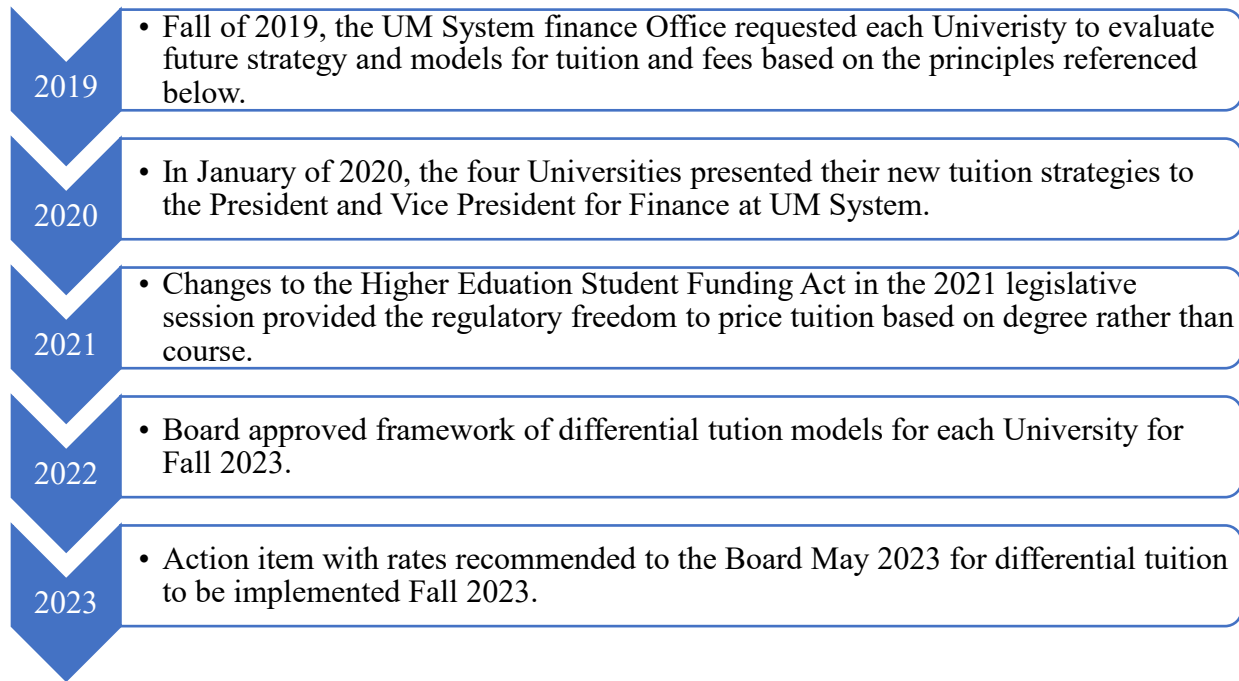 2019
• Fall of 2019, the UM System finance Office requested each Univeristy to evaluate
future strategy and models for tuition and fees based on the principles referenced
below.
2020
• In January of 2020, the four Universities presented their new tuition strategies to
the President and Vice President for Finance at UM System.
2021
• Changes to the Higher Eduation Student Funding Act in the 2021 legislative
session provided the regulatory freedom to price tuition based on degree rather than
course.
2022
• Board approved framework of differential tution models for each University for
Fall 2023.
2023
• Action item with rates recommended to the Board May 2023 for differential tuition
to be implemented Fall 2023.